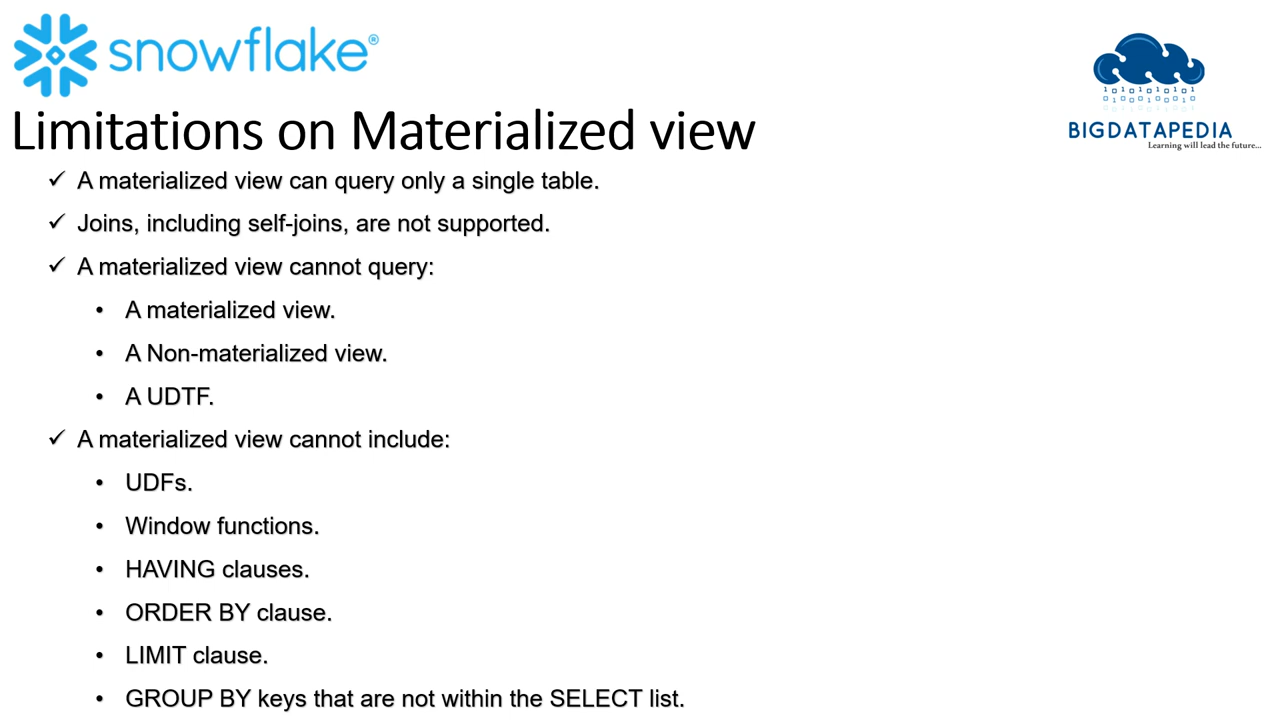 snowflake®
Limitations on Materialized view
BIGDATAPEDIA
Learning will lead the future...
✓ A materialized view can query only a single table.
✓ Joins, including self-joins, are not supported.
✓ A materialized view cannot query:
• A materialized view.
• A Non-materialized view.
• A UDTF.
✓ A materialized view cannot include:
• UDFs.
• Window functions.
• HAVING clauses.
• ORDER BY clause.
• LIMIT clause.
• GROUP BY keys that are not within the SELECT list.